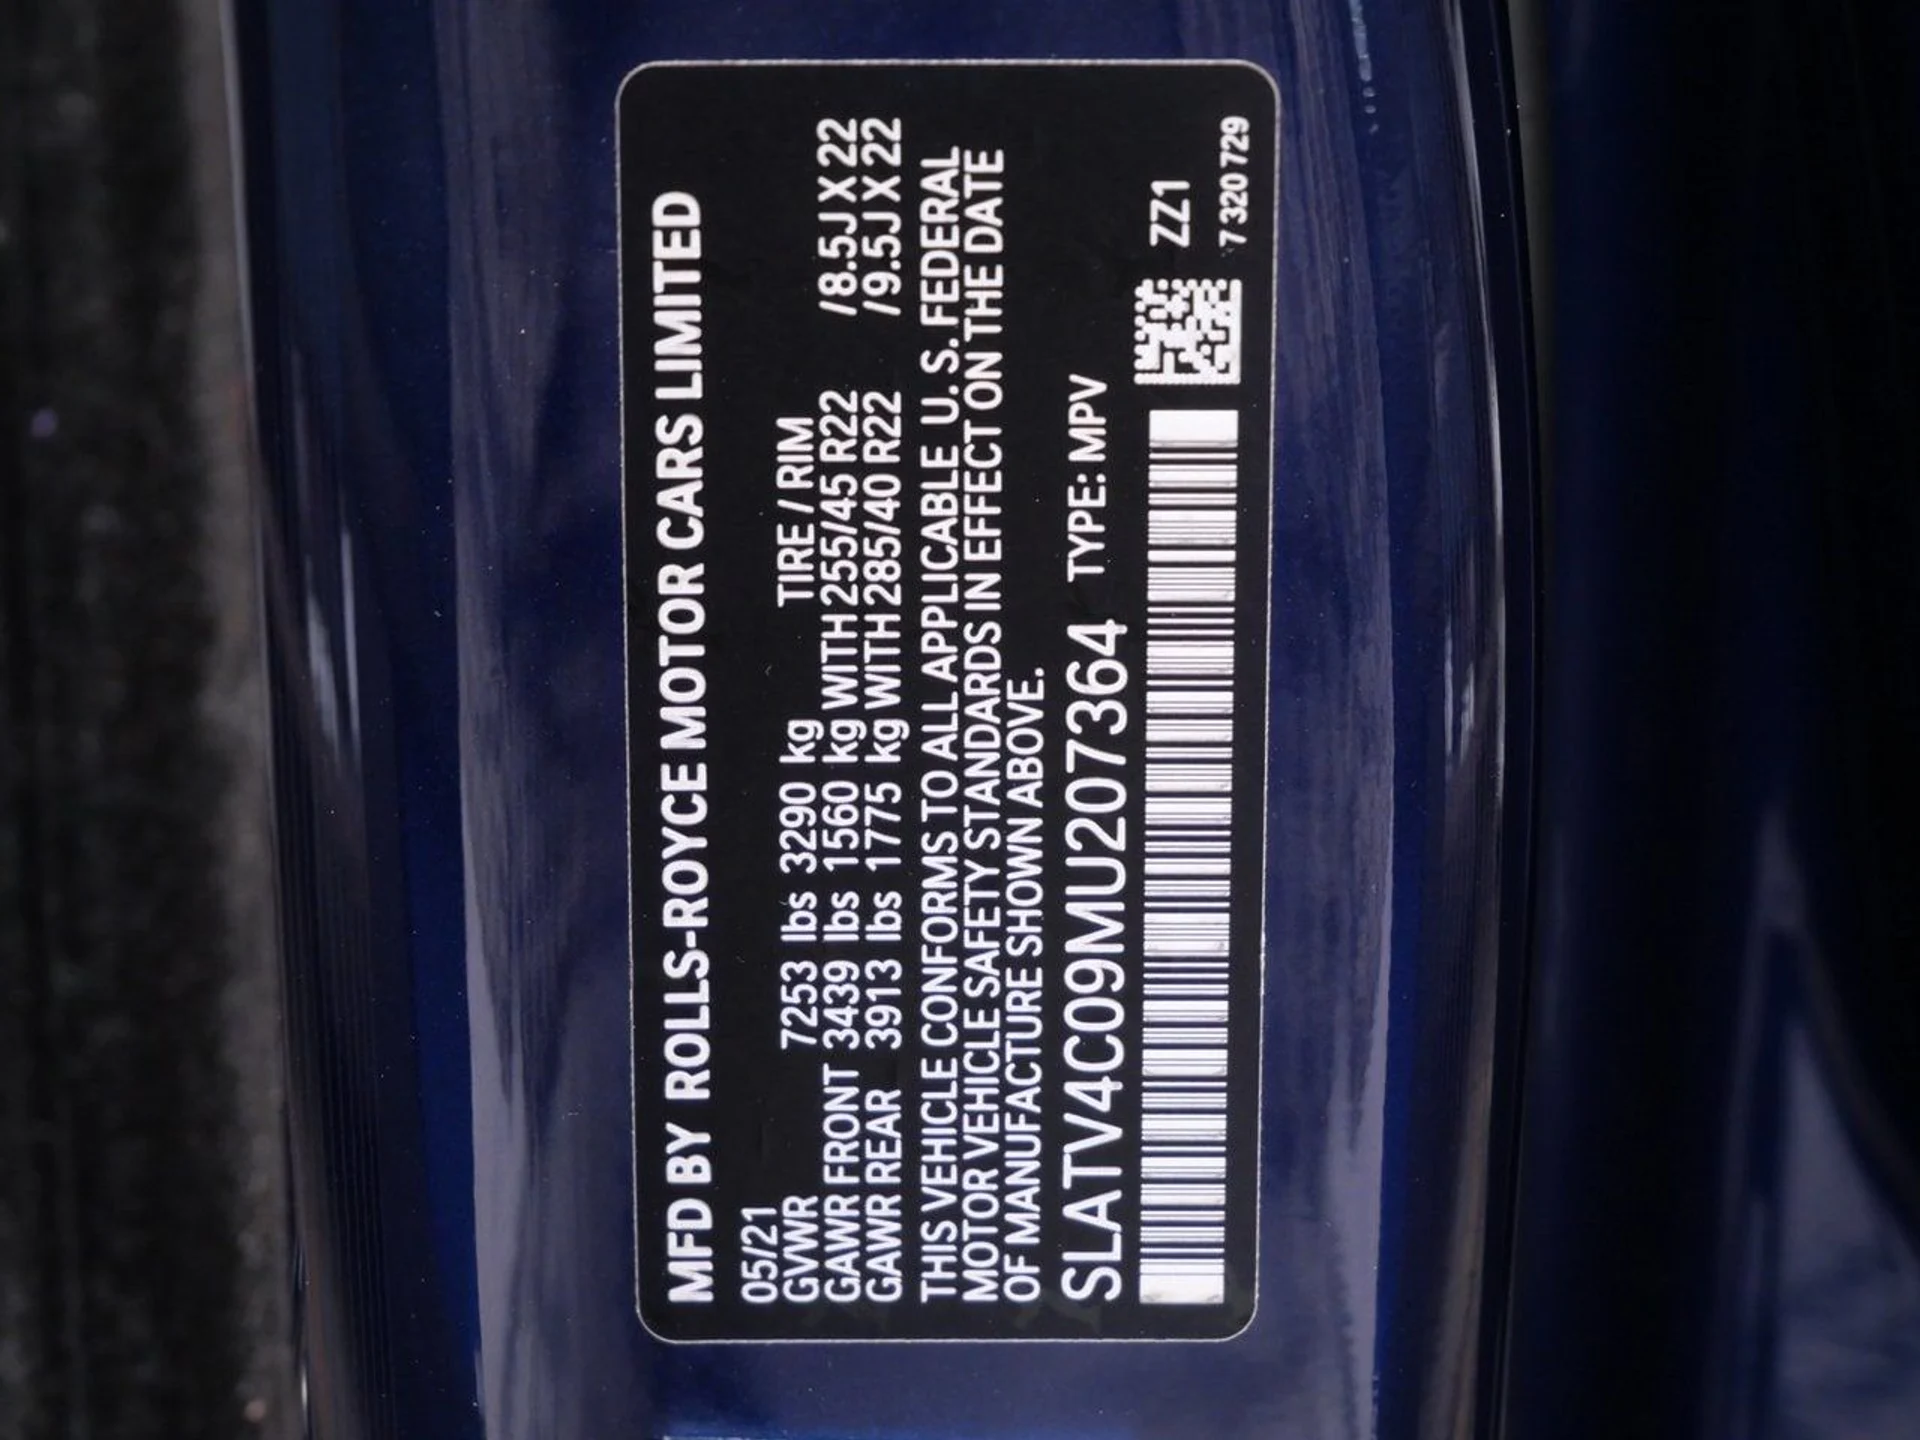 MFD BY ROLLS-ROYCE MOTOR CARS LIMITED
05/21
GVWR 7253 lbs 3290 kg TIRE / RIM
GAWR FRONT 3439 lbs 1560 kg WITH 255/45 R22 /8.5J X 22
GAWR REAR 3913 lbs 1775 kg WITH 285/40 R22 /9.5J X 22
THIS VEHICLE CONFORMS TO ALL APPLICABLE U.S. FEDERAL
MOTOR VEHICLE SAFETY STANDARDS IN EFFECT ON THE DATE
OF MANUFACTURE SHOWN ABOVE.
SLATV4C09MU207364 TYPE: MPV
ZZ1
7 320 729